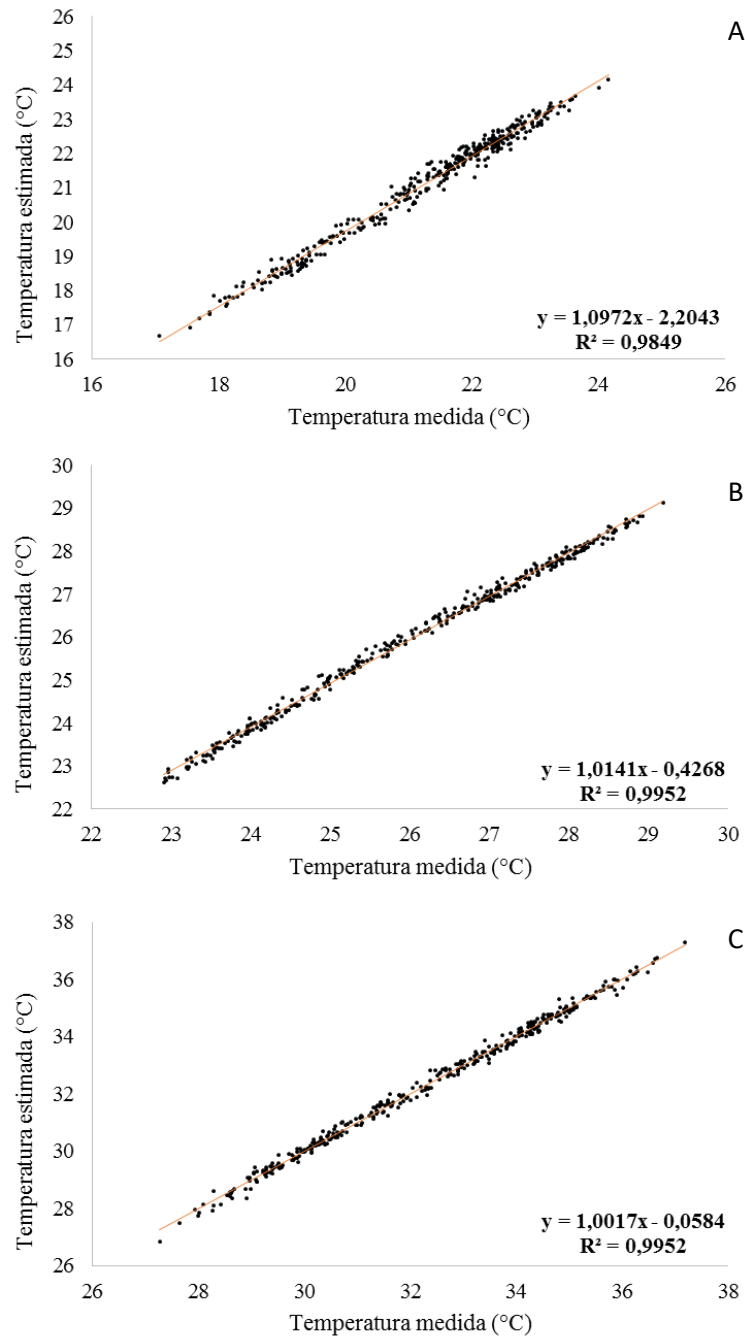 A
26
25
24
23
22
21
20
19
18
17
16
Temperatura estimada (°C)
y = 1,0972x - 2,2043
R² = 0,9849
16 18 20 22 24 26
Temperatura medida (°C)
B
30
29
28
27
26
25
24
23
22
Temperatura estimada (°C)
y = 1,0141x - 0,4268
R² = 0,9952
22 23 24 25 26 27 28 29 30
Temperatura medida (°C)
C
38
36
34
32
30
28
26
Temperatura estimada (°C)
y = 1,0017x - 0,0584
R² = 0,9952
26 28 30 32 34 36 38
Temperatura medida (°C)